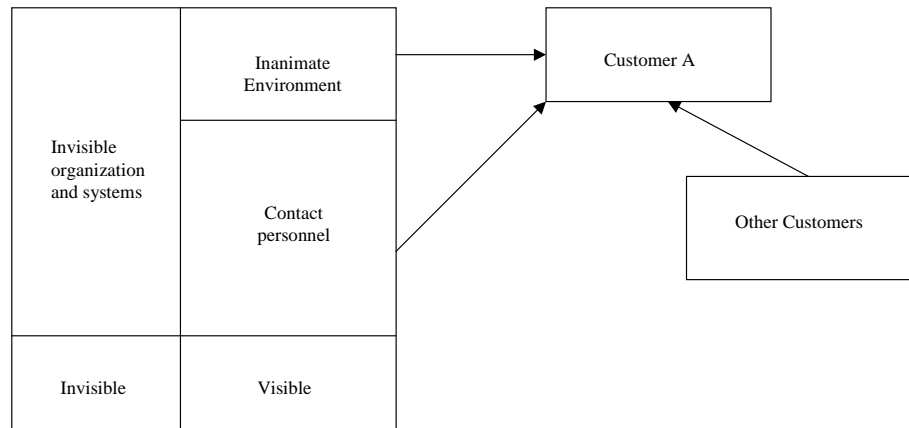 Inanimate
Environment
Customer A
Invisible
organization
and systems
Contact
personnel
Other Customers
Invisible
Visible